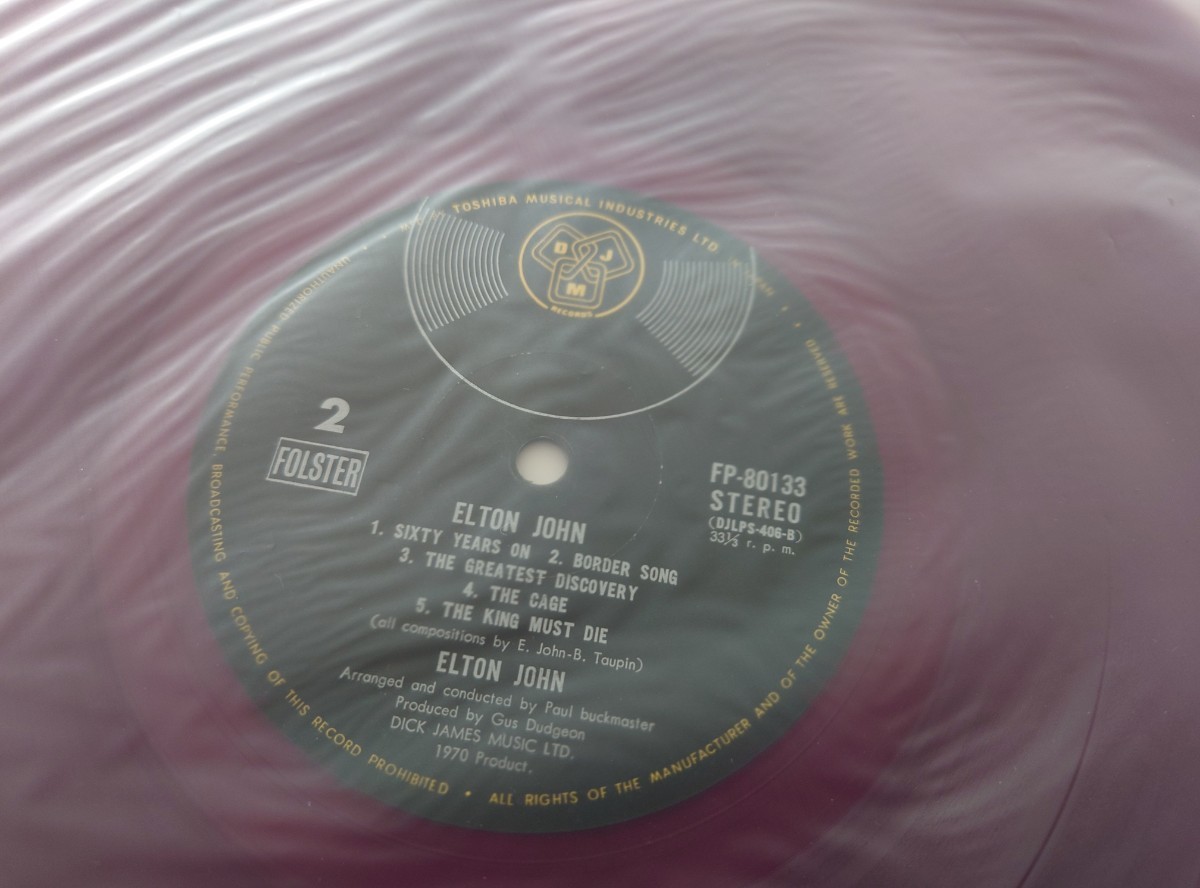 TOSHIBA MUSICAL INDUSTRIES LTD
D J
M
RECORDS
2
FOLSTER
FP-80133
STEREO
(DJLPS-406-B)
33⅓ r. p. m.
ELTON JOHN
1. SIXTY YEARS ON 2. BORDER SONG
3. THE GREATEST DISCOVERY
4. THE CAGE
5. THE KING MUST DIE
(all compositions by E. John-B. Taupin)
ELTON JOHN
Arranged and conducted by Paul buckmaster
Produced by Gus Dudgeon
DICK JAMES MUSIC LTD.
1970 Product.
UNAUTHORIZED PUBLIC PERFORMANCE, BROADCASTING AND COPYING OF THIS RECORD PROHIBITED • ALL RIGHTS OF THE MANUFACTURER AND OF THE OWNER OF THE RECORDED WORK ARE RESERVED